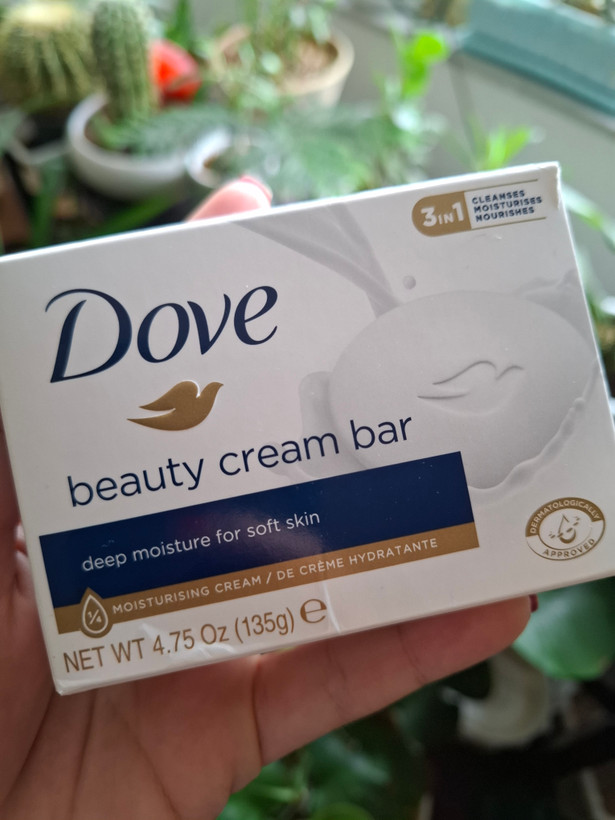 3 IN 1
CLEANSES
MOISTURISES
NOURISHES
Dove
beauty cream bar
deep moisture for soft skin
¼ MOISTURISING CREAM / DE CRÈME HYDRATANTE
NET WT 4.75 Oz (135g) ℮
DERMATOLOGICALLY
APPROVED